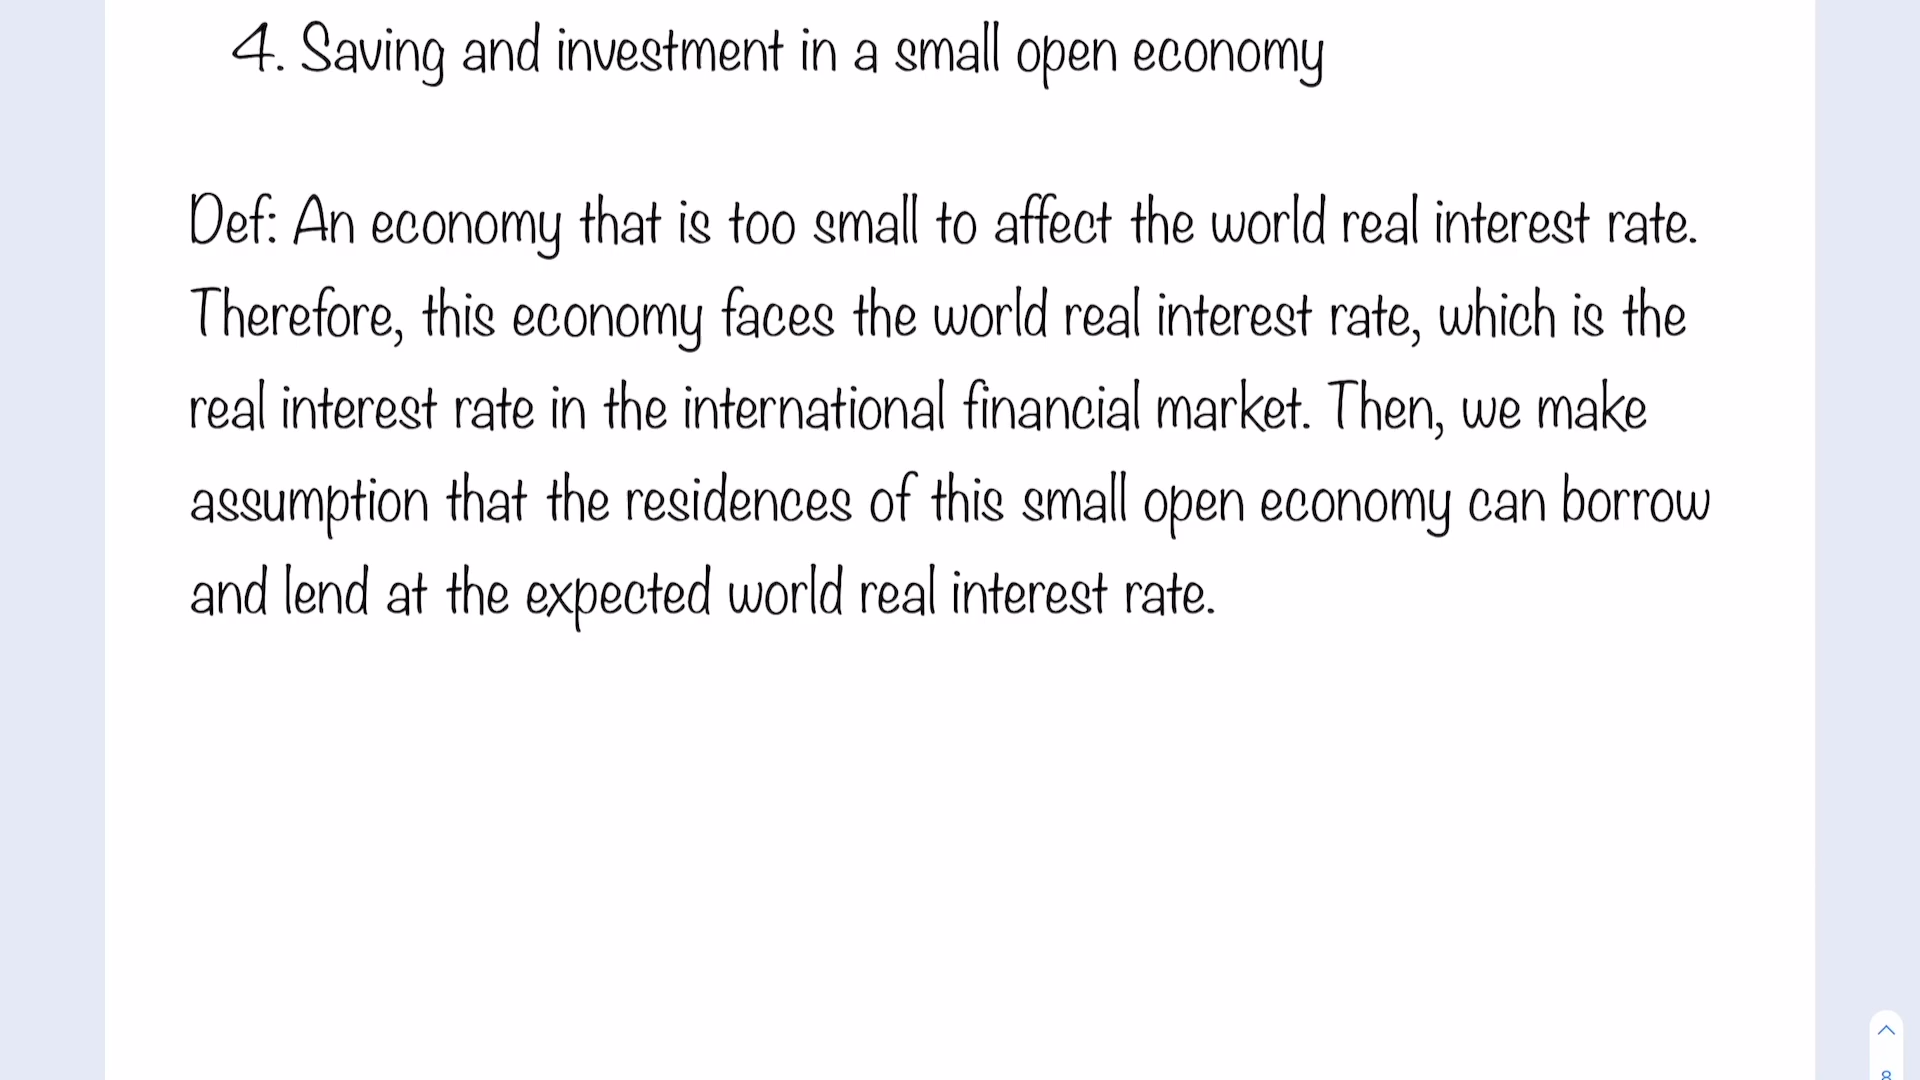 4. Saving and investment in a small open economy
Def: An economy that is too small to affect the world real interest rate.
Therefore, this economy faces the world real interest rate, which is the
real interest rate in the international financial market. Then, we make
assumption that the residences of this small open economy can borrow
and lend at the expected world real interest rate.
8